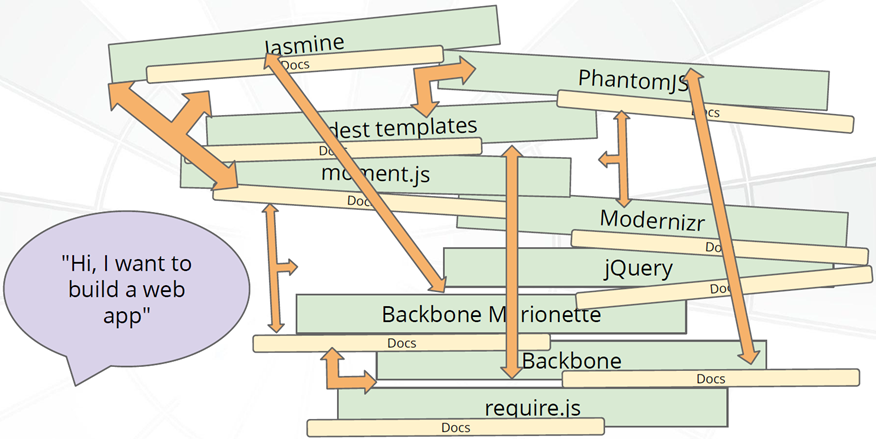 Jasmine
Docs
PhantomJS
Docs
dest templates
Docs
moment.js
Docs
Modernizr
Docs
"Hi, I want to
build a web
app"
jQuery
Docs
Backbone Marionette
Docs
Backbone
Docs
require.js
Docs